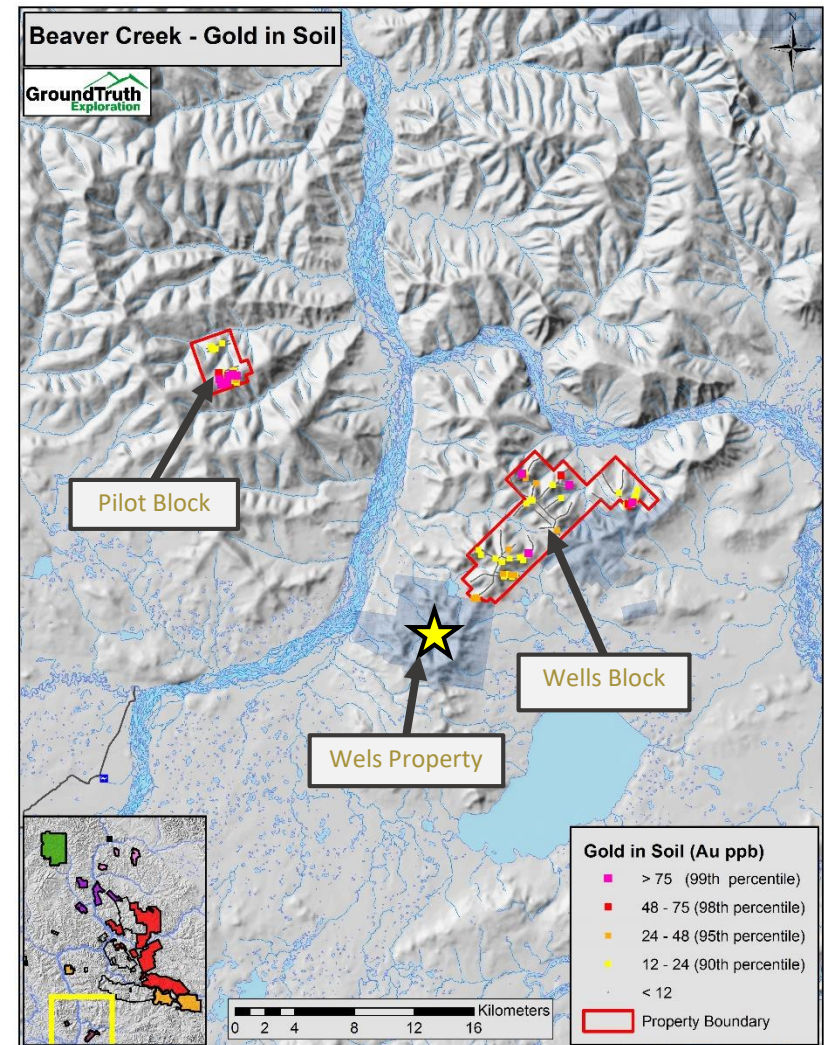 Beaver Creek - Gold in Soil
GroundTruth
Exploration
N
Pilot Block
Wells Block
Wels Property
Gold in Soil (Au ppb)
> 75 (99th percentile)
48 - 75 (98th percentile)
24 - 48 (95th percentile)
12 - 24 (90th percentile)
< 12
Property Boundary
Kilometers
0 2 4 8 12 16